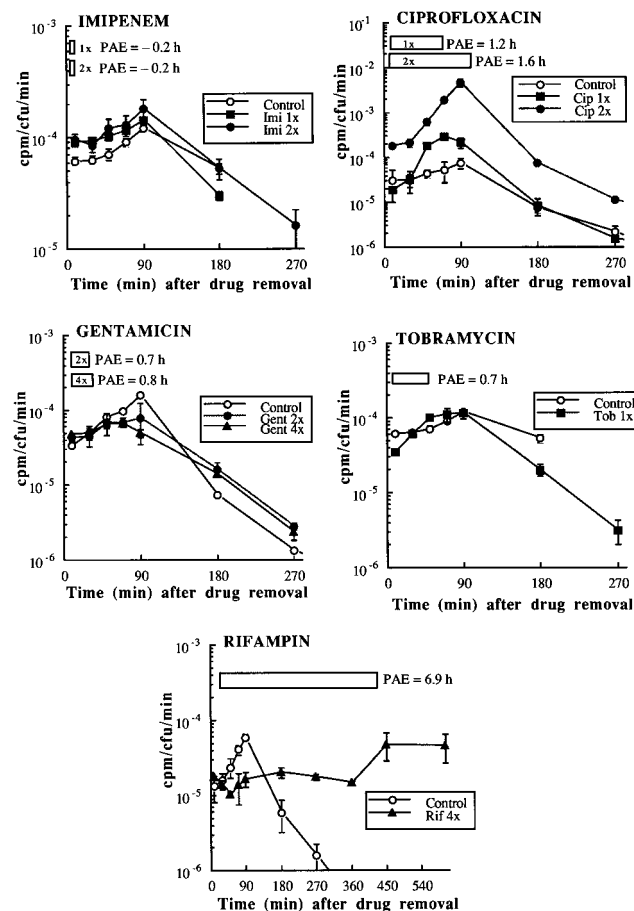 IMIPENEM
10-3
1x PAE = – 0.2 h
2x PAE = – 0.2 h
Control
Imi 1x
Imi 2x
cpm/cfu/min
10-4
10-5
0 90 180 270
Time (min) after drug removal
CIPROFLOXACIN
10-1
1x PAE = 1.2 h
2x PAE = 1.6 h
10-2
Control
Cip 1x
Cip 2x
cpm/cfu/min
10-3
10-4
10-5
10-6
0 90 180 270
Time (min) after drug removal
GENTAMICIN
10-3
2x PAE = 0.7 h
4x PAE = 0.8 h
Control
Gent 2x
Gent 4x
cpm/cfu/min
10-4
10-5
10-6
0 90 180 270
Time (min) after drug removal
TOBRAMYCIN
10-3
PAE = 0.7 h
Control
Tob 1x
cpm/cfu/min
10-4
10-5
10-6
0 90 180 270
Time (min) after drug removal
RIFAMPIN
10-3
PAE = 6.9 h
cpm/cfu/min
10-4
10-5
Control
Rif 4x
10-6
0 90 180 270 360 450 540
Time (min) after drug removal